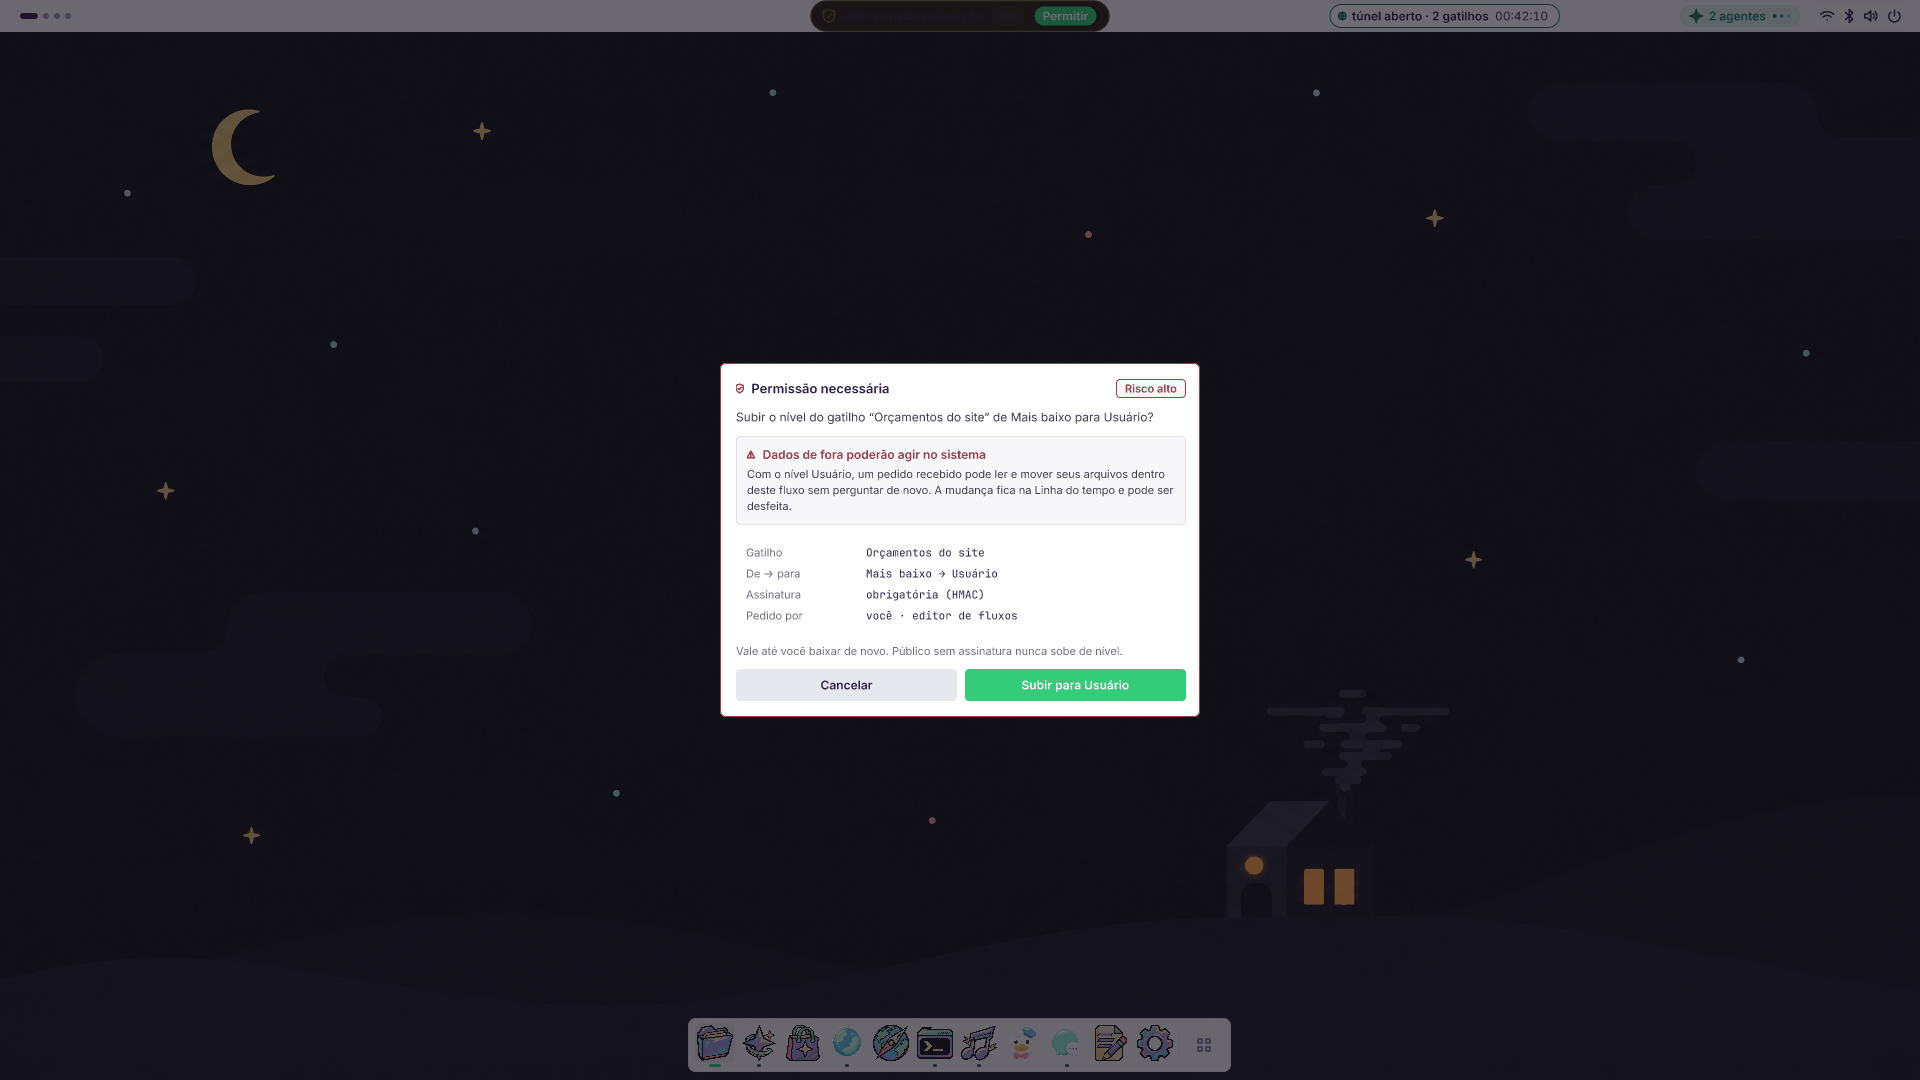 Permitir
túnel aberto · 2 gatilhos 00:42:10
2 agentes
Permissão necessária
Risco alto
Subir o nível do gatilho “Orçamentos do site” de Mais baixo para Usuário?
Dados de fora poderão agir no sistema
Com o nível Usuário, um pedido recebido pode ler e mover seus arquivos dentro
deste fluxo sem perguntar de novo. A mudança fica na Linha do tempo e pode ser
desfeita.
Gatilho Orçamentos do site
De → para Mais baixo → Usuário
Assinatura obrigatória (HMAC)
Pedido por você · editor de fluxos
Vale até você baixar de novo. Público sem assinatura nunca sobe de nível.
Cancelar
Subir para Usuário